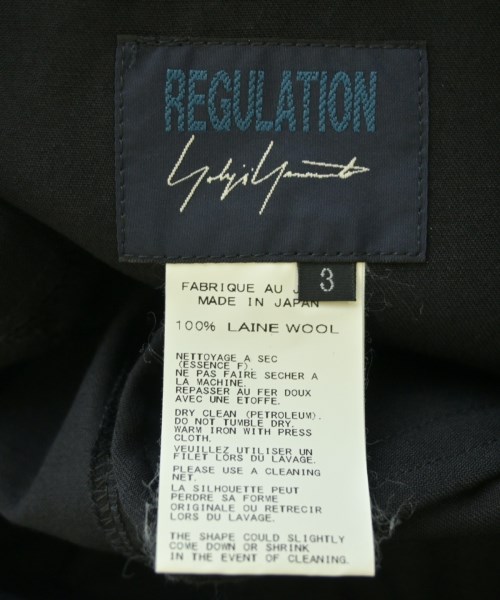 REGULATION
Yohji Yamamoto
3
FABRIQUE AU J
MADE IN JAPAN
100% LAINE WOOL
NETTOYAGE A SEC
(ESSENCE F).
NE PAS FAIRE SECHER A
LA MACHINE.
REPASSER AU FER DOUX
AVEC UNE ETOFFE.
DRY CLEAN (PETROLEUM).
DO NOT TUMBLE DRY.
WARM IRON WITH PRESS
CLOTH.
VEUILLEZ UTILISER UN
FILET LORS DU LAVAGE.
PLEASE USE A CLEANING
NET.
LA SILHOUETTE PEUT
PERDRE SA FORME
ORIGINALE OU RETRECIR
LORS DU LAVAGE.
THE SHAPE COULD SLIGHTLY
COME DOWN OR SHRINK
IN THE EVENT OF CLEANING.